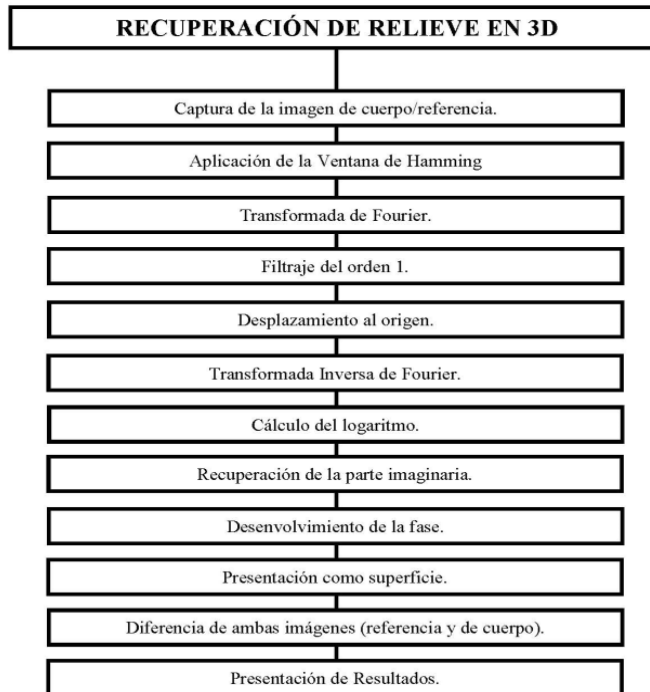 RECUPERACIÓN DE RELIEVE EN 3D
Captura de la imagen de cuerpo/referencia.
Aplicación de la Ventana de Hamming
Transformada de Fourier.
Filtraje del orden 1.
Desplazamiento al origen.
Transformada Inversa de Fourier.
Cálculo del logaritmo.
Recuperación de la parte imaginaria.
Desenvolvimiento de la fase.
Presentación como superficie.
Diferencia de ambas imágenes (referencia y de cuerpo).
Presentación de Resultados.